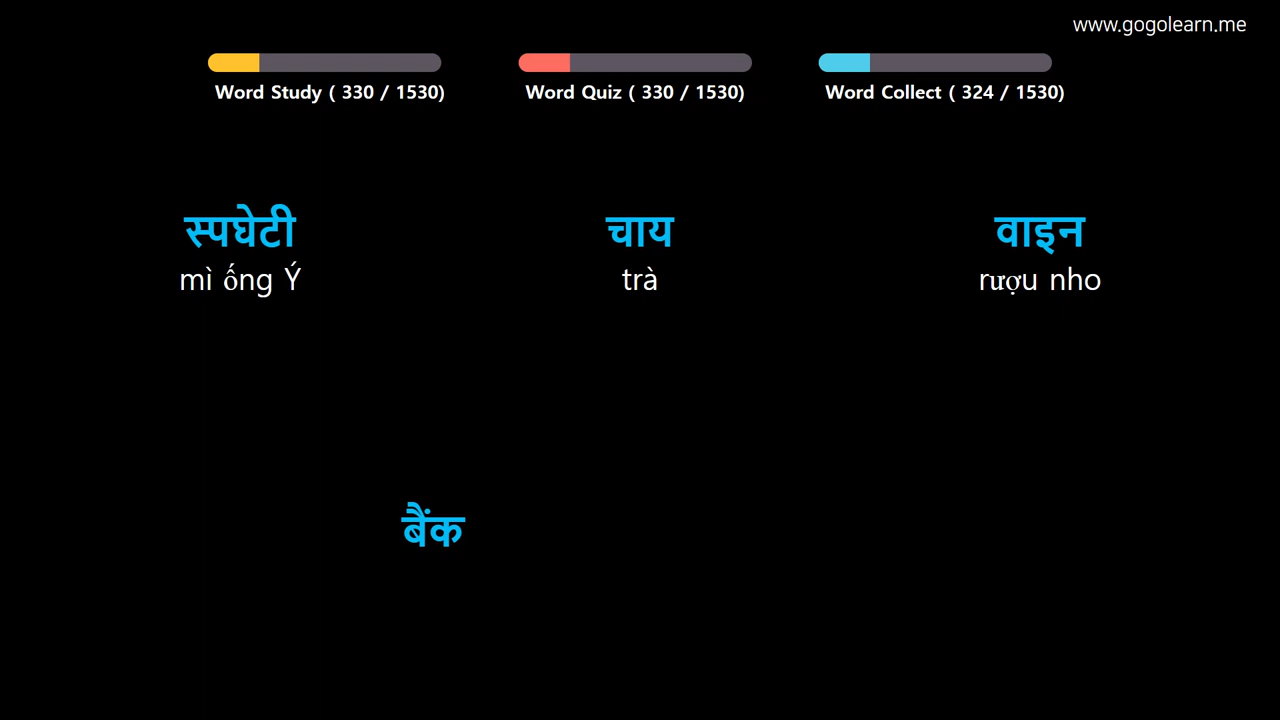 www.gogolearn.me
Word Study ( 330 / 1530)
Word Quiz ( 330 / 1530)
Word Collect ( 324 / 1530)
स्पघेटी
mì ống Ý
चाय
trà
वाइन
rượu nho
बैंक